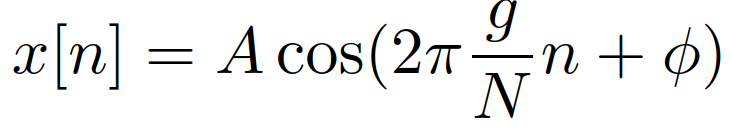 x[n] = A cos(2π g/N n + ϕ)